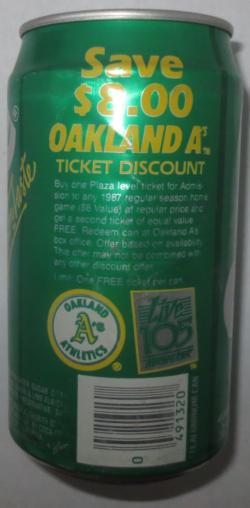 Save
$8.00
OAKLAND A's
TICKET DISCOUNT
Buy one Plaza level ticket for Admis-
sion to any 1987 regular season home
game ($8 Value) at regular price and
get a second ticket of equal value
FREE. Redeem can at Oakland A's
box office. Offer based on availability.
This offer may not be combined with
any other discount offer.
Limit: One FREE ticket per can.
OAKLAND
A's
ATHLETICS
Live
105
0
491320